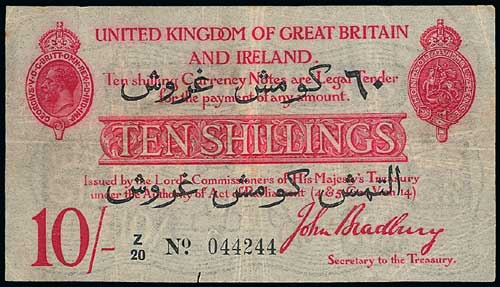 UNITED KINGDOM OF GREAT BRITAIN
AND IRELAND
Ten shilling Currency Notes are Legal Tender
٦٠ كومش غروش
for the payment of any amount.
TEN SHILLINGS
التمش كومش غروش
Issued by the Lords Commissioners of His Majesty's Treasury
under the Authority of Act of Parliament (4 & 5 Geo. V ch.14)
10/-
Z/20 Nº 044244
John Bradbury
Secretary to the Treasury.